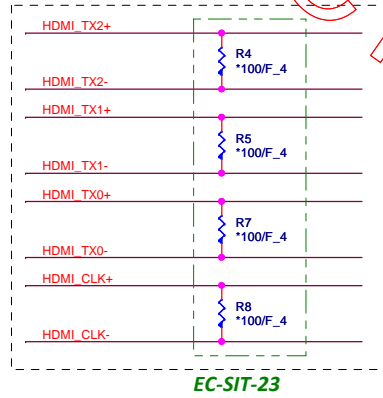 HDMI_TX2+
R4
*100/F_4
HDMI_TX2-
HDMI_TX1+
R5
*100/F_4
HDMI_TX1-
HDMI_TX0+
R7
*100/F_4
HDMI_TX0-
HDMI_CLK+
R8
*100/F_4
HDMI_CLK-
EC-SIT-23